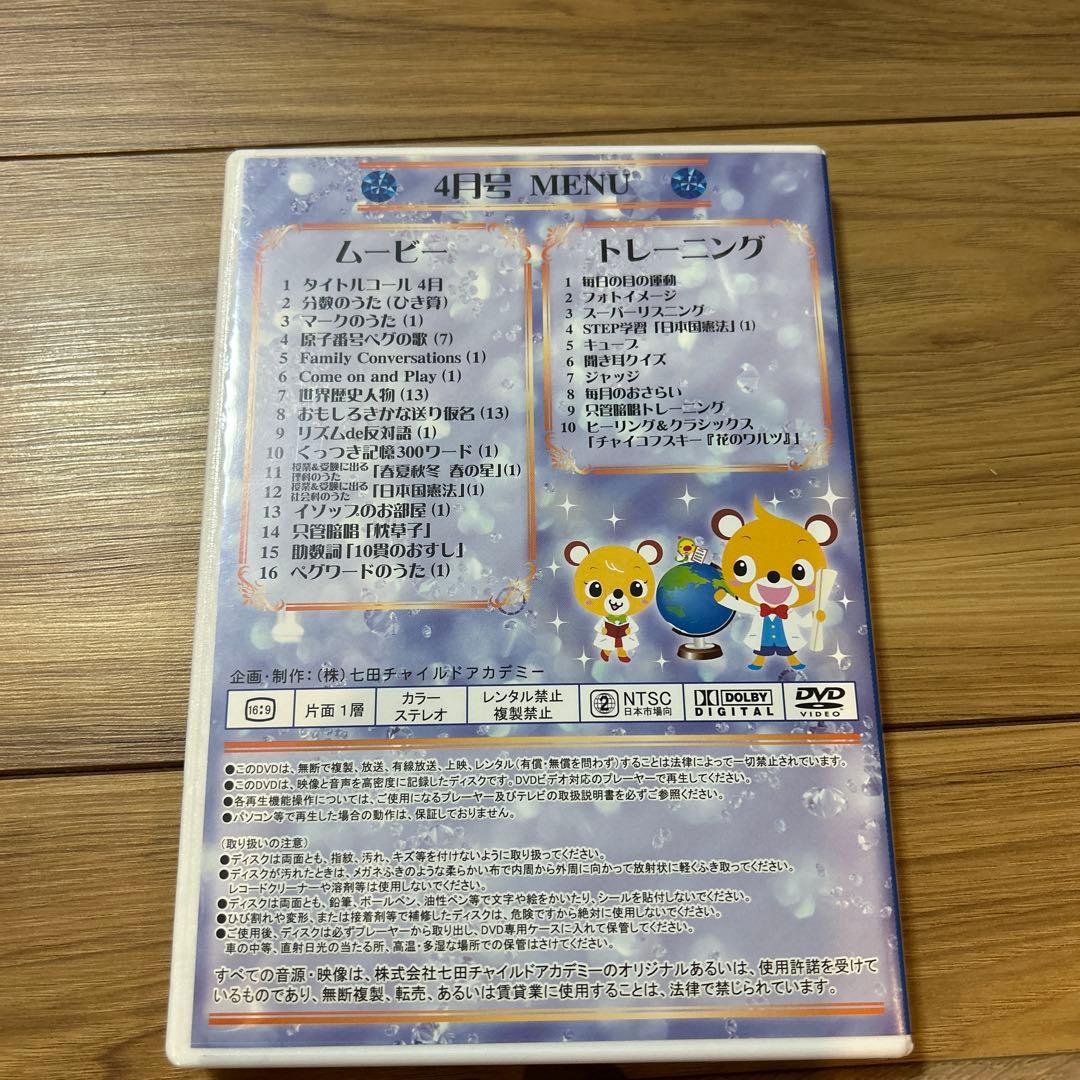 4月号 MENU
ムービー
1 タイトルコール 4月
2 分数のうた(ひき算)
3 マークのうた(1)
4 原子番号ペグの歌(7)
5 Family Conversations(1)
6 Come on and Play(1)
7 世界歴史人物(13)
8 おもしろきかな送り仮名(13)
9 リズムde反対語(1)
10 くっつき記憶300ワード(1)
11 授業&受験に出る理科のうた「春夏秋冬 春の星」(1)
12 授業&受験に出る社会科のうた「日本国憲法」(1)
13 イソップのお部屋(1)
14 只管暗唱「枕草子」
15 助数詞「10貫のおすし」
16 ペグワードのうた(1)
トレーニング
1 毎日の目の運動
2 フォトイメージ
3 スーパーリスニング
4 STEP学習「日本国憲法」(1)
5 キューブ
6 聞き耳クイズ
7 ジャッジ
8 毎月のおさらい
9 只管暗唱トレーニング
10 ヒーリング&クラシックス
「チャイコフスキー『花のワルツ』」
企画・制作:(株)七田チャイルドアカデミー
16:9
片面1層
カラー
ステレオ
レンタル禁止
複製禁止
2
NTSC
日本市場向
DOLBY
DIGITAL
DVD
VIDEO
●このDVDは、無断で複製、放送、有線放送、上映、レンタル(有償・無償を問わず)することは法律によって一切禁止されています。
●このDVDは、映像と音声を高密度に記録したディスクです。DVDビデオ対応のプレーヤーで再生してください。
●各再生機能操作については、ご使用になるプレーヤー及びテレビの取扱説明書を必ずご参照ください。
●パソコン等で再生した場合の動作は、保証しておりません。
(取り扱いの注意)
●ディスクは両面とも、指紋、汚れ、キズ等を付けないように取り扱ってください。
●ディスクが汚れたときは、メガネふきのような柔らかい布で内周から外周に向かって放射状に軽くふき取ってください。
レコードクリーナーや溶剤等は使用しないでください。
●ディスクは両面とも、鉛筆、ボールペン、油性ペン等で文字や絵をかいたり、シールを貼付しないでください。
●ひび割れや変形、または接着剤等で補修したディスクは、危険ですから絶対に使用しないでください。
●ご使用後、ディスクは必ずプレーヤーから取り出し、DVD専用ケースに入れて保管してください。
車の中等、直射日光の当たる所、高温・多湿な場所での保管はさけてください。
すべての音源・映像は、株式会社七田チャイルドアカデミーのオリジナルあるいは、使用許諾を受けて
いるものであり、無断複製、転売、あるいは賃貸業に使用することは、法律で禁じられています。